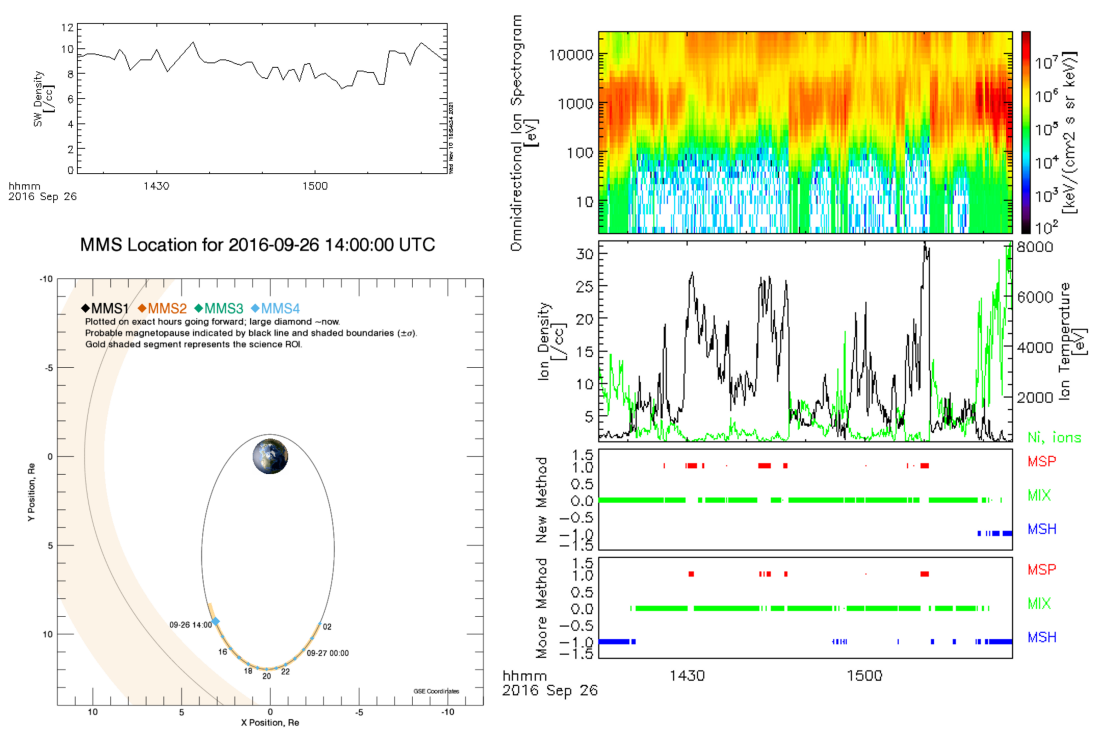 12
10
8
6
4
2
0
SW Density
[/cc]
1430
1500
hhmm
2016 Sep 26
MMS Location for 2016-09-26 14:00:00 UTC
MMS1 MMS2 MMS3 MMS4
Plotted on exact hours going forward; large diamond ~now.
Probable magnetopause indicated by black line and shaded boundaries (±σ).
Gold shaded segment represents the science ROI.
-10
-5
0
5
10
Y Position, Re
09-26 14:00
16
18
20
22
09-27 00:00
02
GSE Coordinates
10
5
0
-5
-10
X Position, Re
Omnidirectional Ion Spectrogram
[eV]
10000
1000
100
10
10⁷
10⁶
10⁵
10⁴
10³
10²
[keV/(cm2 s sr keV)]
Ion Density
[/cc]
30
25
20
15
10
5
8000
6000
4000
2000
Ion Temperature
[eV]
Ni, ions
New Method
1.5
1.0
0.5
0.0
−0.5
−1.0
−1.5
MSP
MIX
MSH
Moore Method
1.5
1.0
0.5
0.0
−0.5
−1.0
−1.5
MSP
MIX
MSH
1430
1500
hhmm
2016 Sep 26